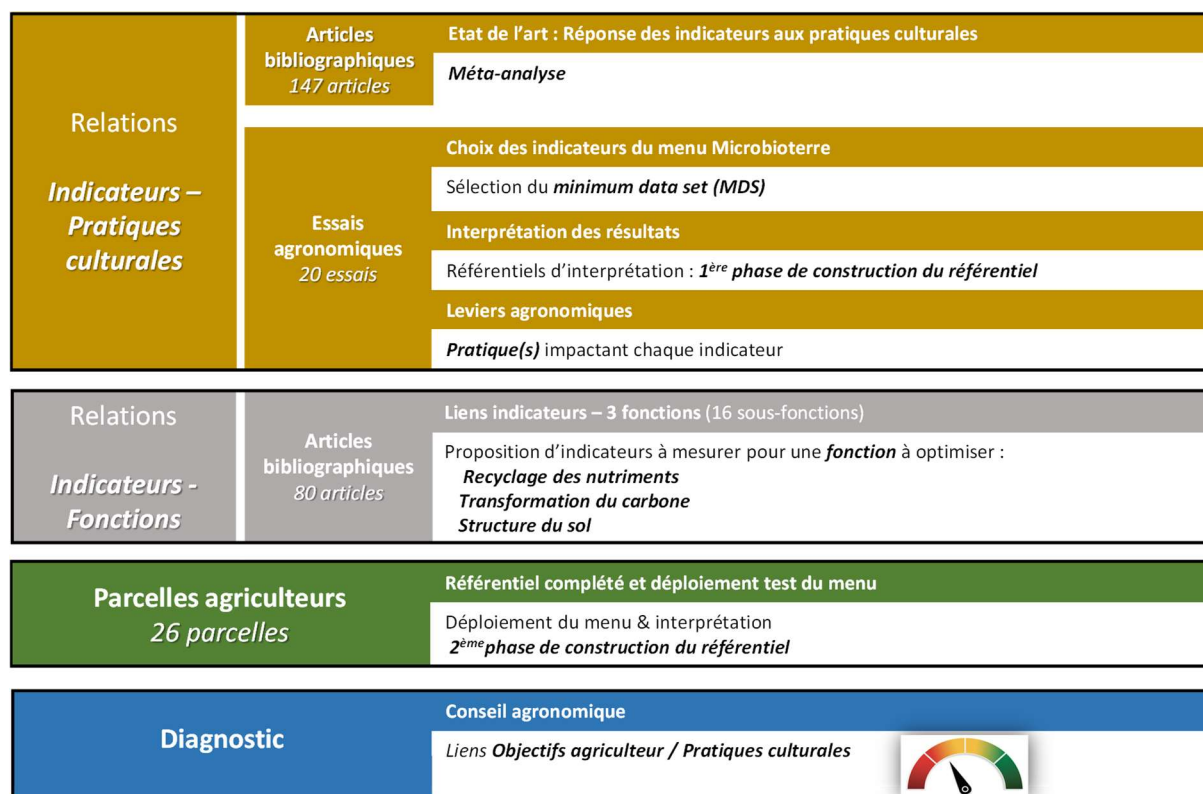 Relations
Indicateurs –
Pratiques
culturales
Articles
bibliographiques
147 articles
Etat de l’art : Réponse des indicateurs aux pratiques culturales
Méta-analyse
Essais
agronomiques
20 essais
Choix des indicateurs du menu Microbioterre
Sélection du minimum data set (MDS)
Interprétation des résultats
Référentiels d’interprétation : 1ère phase de construction du référentiel
Leviers agronomiques
Pratique(s) impactant chaque indicateur
Relations
Indicateurs -
Fonctions
Articles
bibliographiques
80 articles
Liens indicateurs – 3 fonctions (16 sous-fonctions)
Proposition d’indicateurs à mesurer pour une fonction à optimiser :
Recyclage des nutriments
Transformation du carbone
Structure du sol
Parcelles agriculteurs
26 parcelles
Référentiel complété et déploiement test du menu
Déploiement du menu & interprétation
2ème phase de construction du référentiel
Diagnostic
Conseil agronomique
Liens Objectifs agriculteur / Pratiques culturales